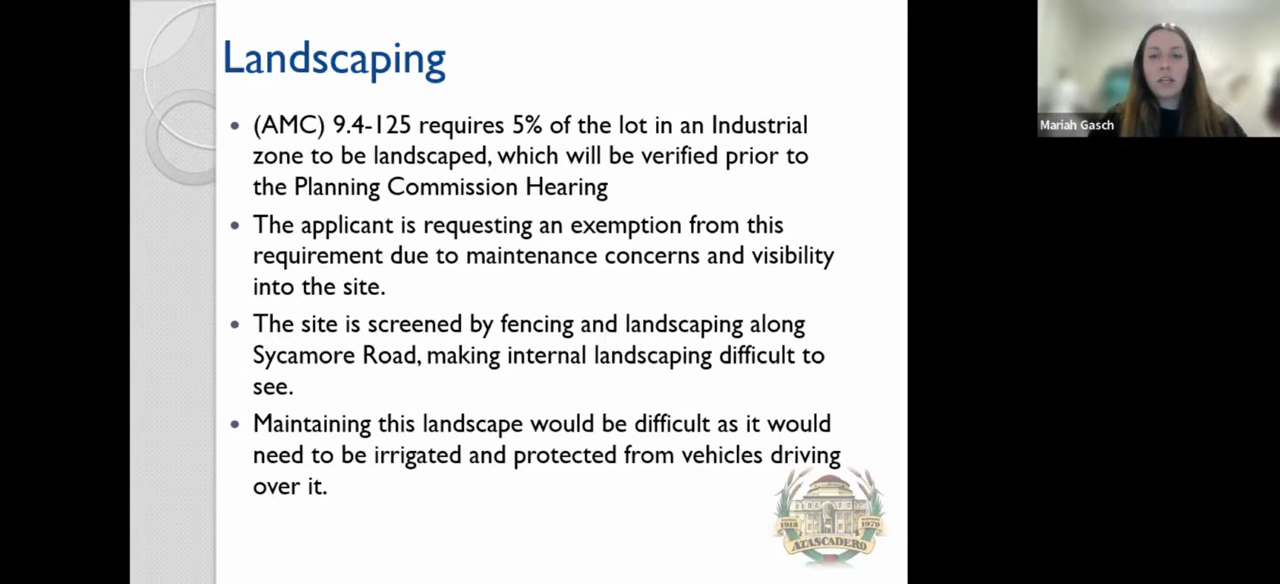 Landscaping
(AMC) 9.4-125 requires 5% of the lot in an Industrial
zone to be landscaped, which will be verified prior to
the Planning Commission Hearing
The applicant is requesting an exemption from this
requirement due to maintenance concerns and visibility
into the site.
The site is screened by fencing and landscaping along
Sycamore Road, making internal landscaping difficult to
see.
Maintaining this landscape would be difficult as it would
need to be irrigated and protected from vehicles driving
over it.
Mariah Gasch
1913
1979
ATASCADERO